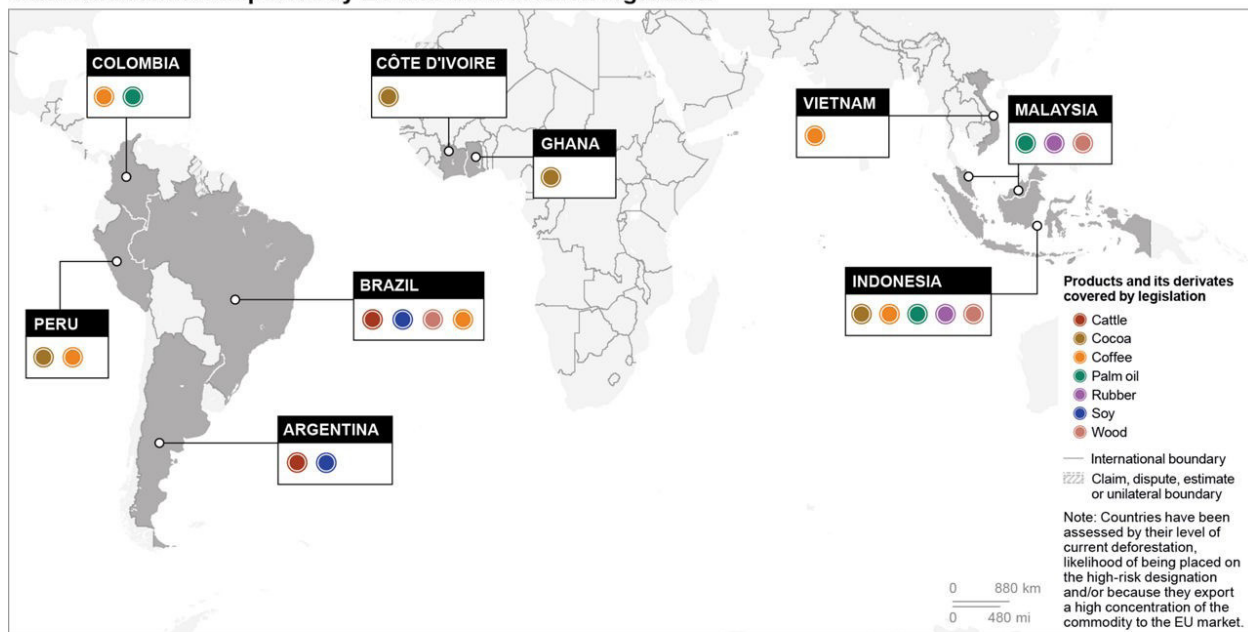 COLOMBIA
CÔTE D'IVOIRE
GHANA
VIETNAM
MALAYSIA
PERU
BRAZIL
INDONESIA
ARGENTINA
Products and its derivates
covered by legislation
Cattle
Cocoa
Coffee
Palm oil
Rubber
Soy
Wood
International boundary
Claim, dispute, estimate
or unilateral boundary
Note: Countries have been
assessed by their level of
current deforestation,
likelihood of being placed on
the high-risk designation
and/or because they export
a high concentration of the
commodity to the EU market.
0 880 km
0 480 mi